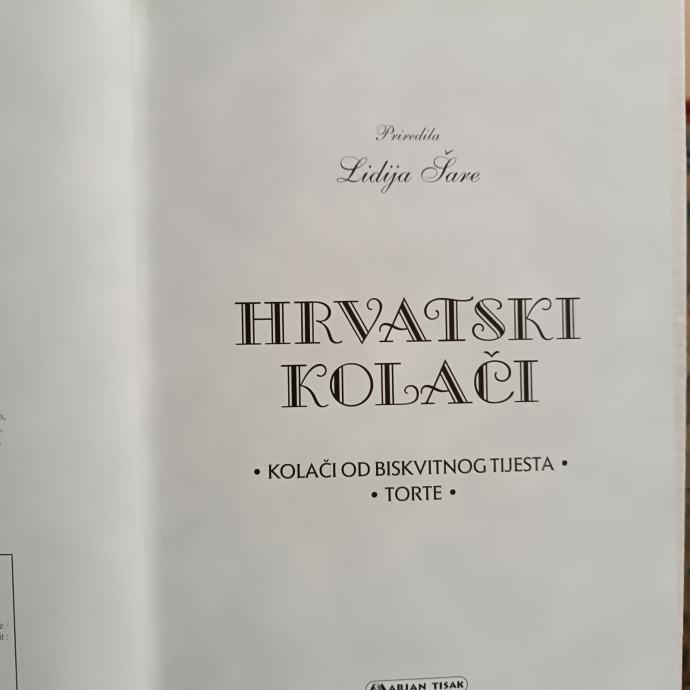 Priredila
Lidija Šare
HRVATSKI
KOLAČI
• KOLAČI OD BISKVITNOG TIJESTA •
• TORTE •
MARJAN TISAK